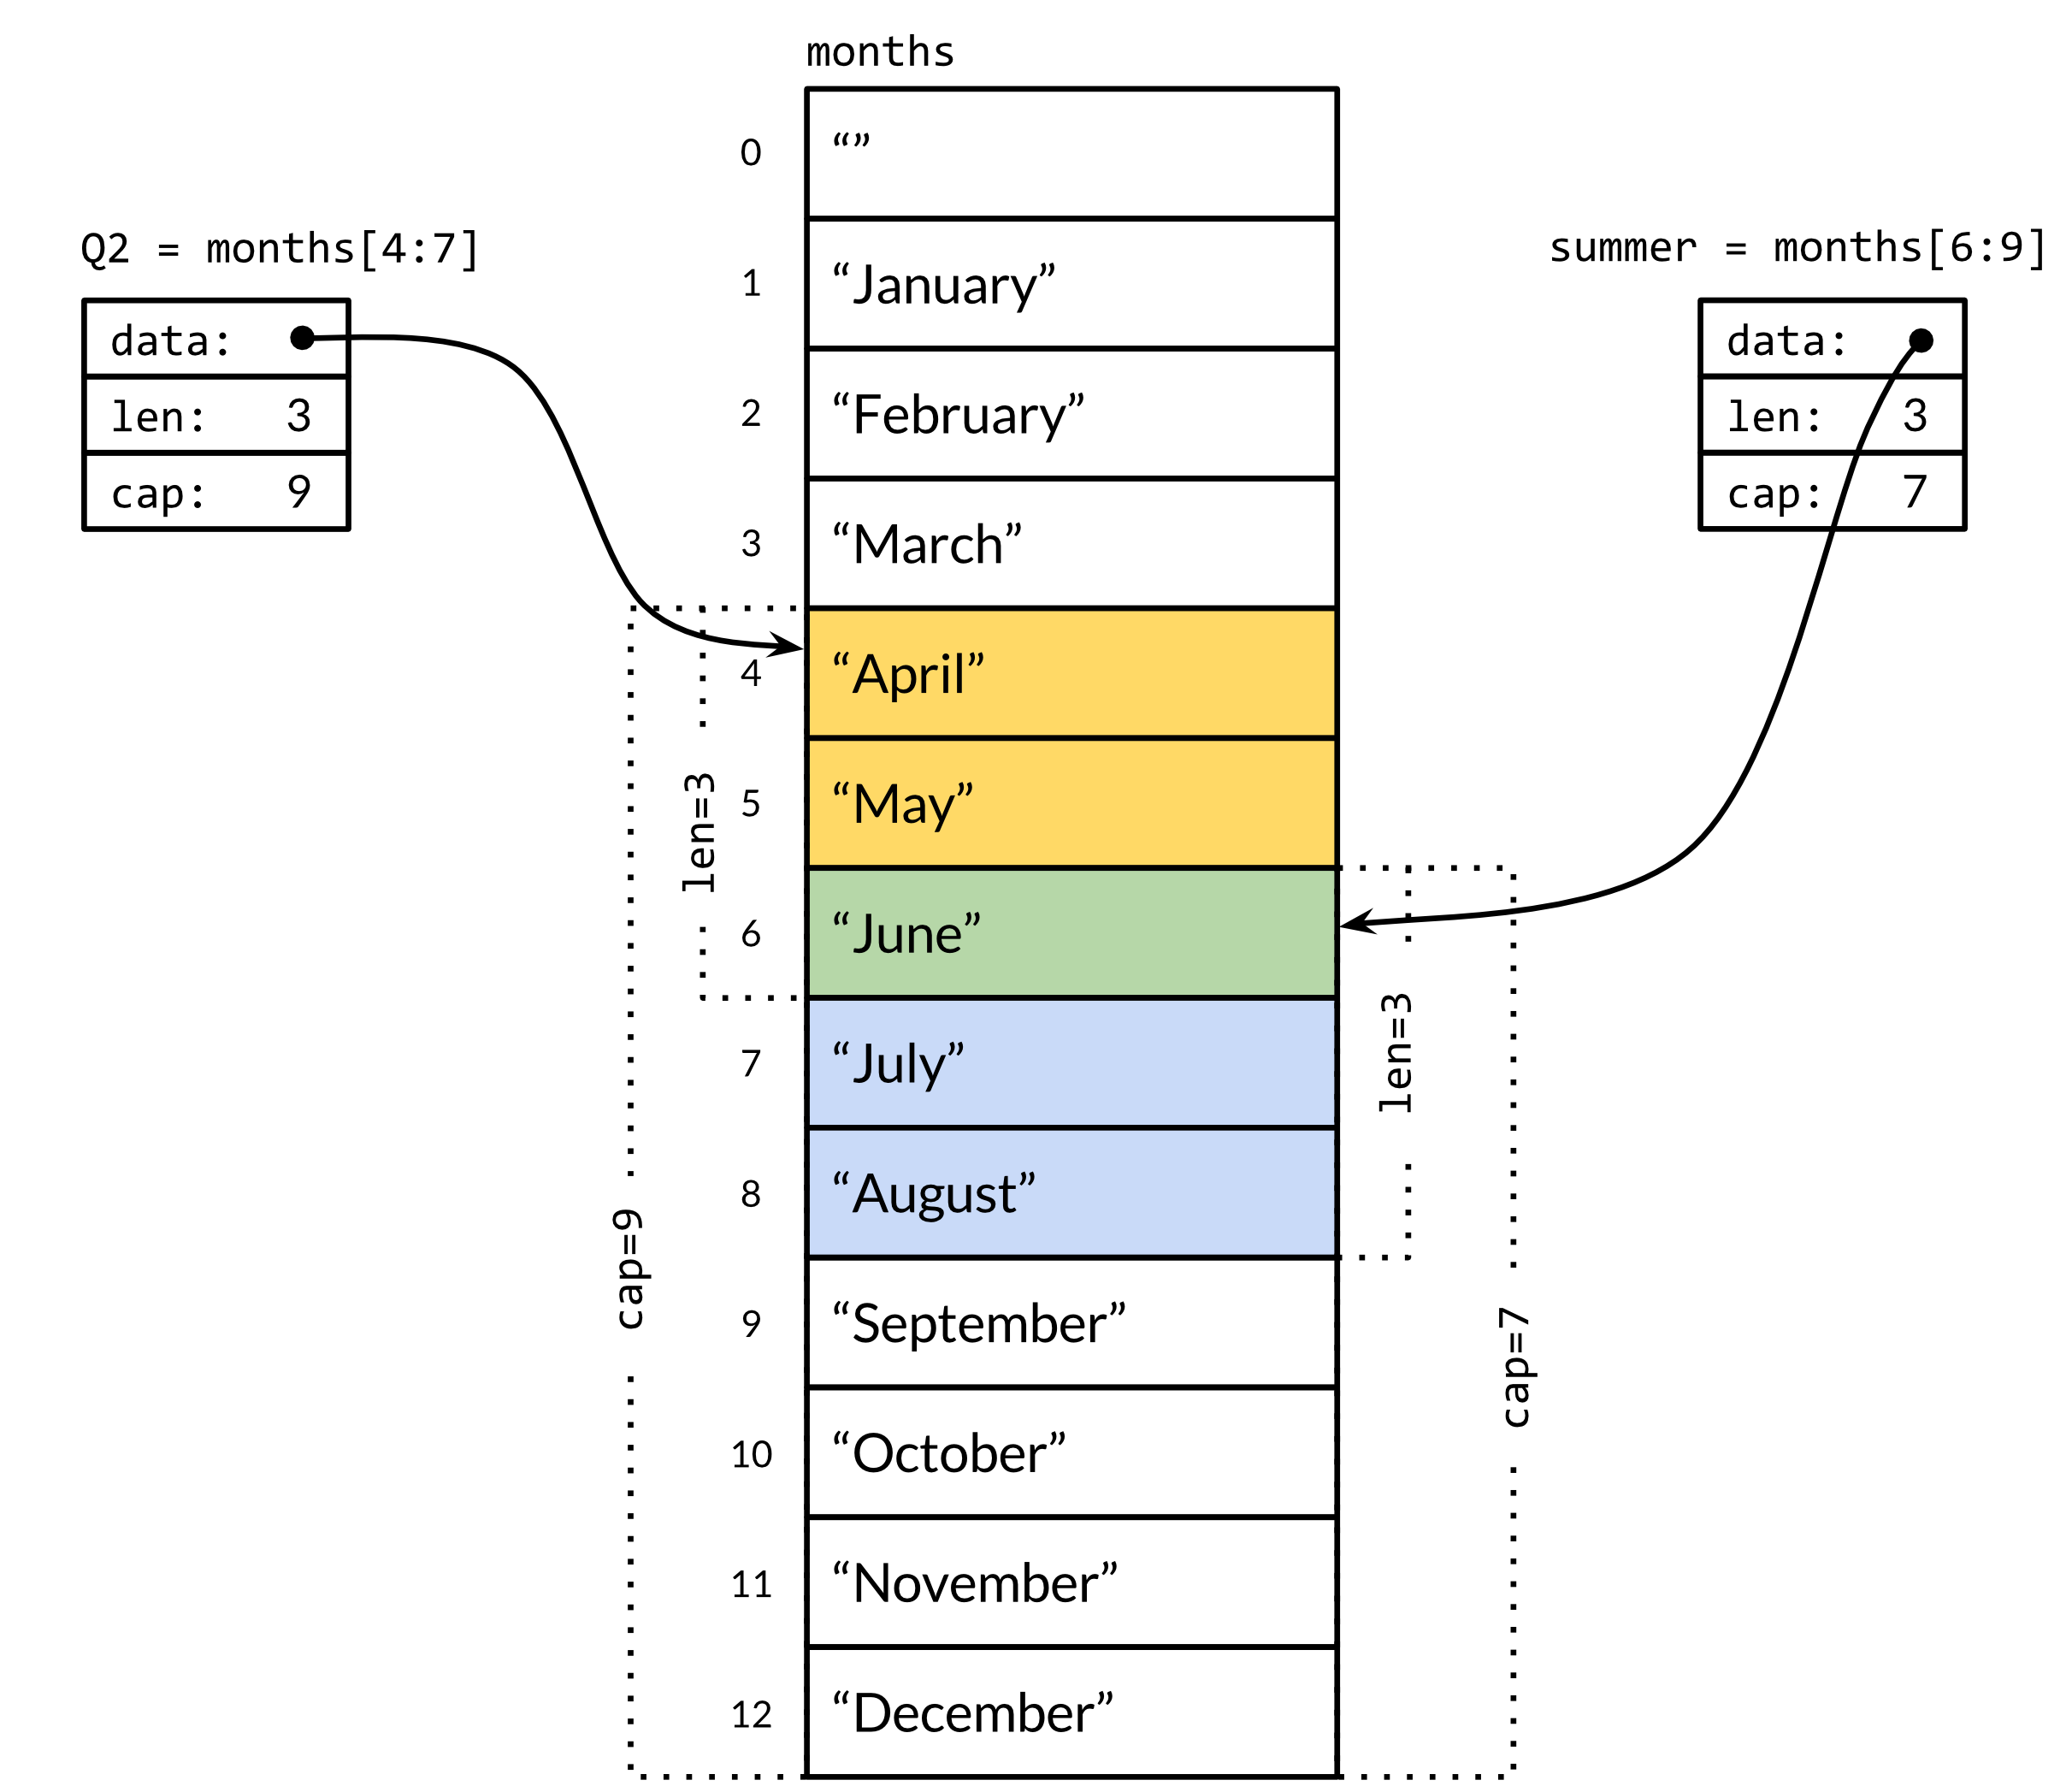 months
Q2 = months[4:7]
data:
len: 3
cap: 9
summer = months[6:9]
data:
len: 3
cap: 7
0 “”
1 “January”
2 “February”
3 “March”
4 “April”
5 “May”
6 “June”
7 “July”
8 “August”
9 “September”
10 “October”
11 “November”
12 “December”
len=3
cap=9
len=3
cap=7